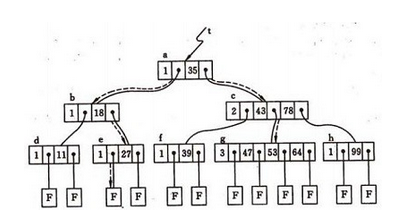 t
a
1 35
b
c
1 18
2 43 78
d
e
f
g
h
1 11
1 27
1 39
3 47 53 64
1 99
F F F F F F F F F F F F